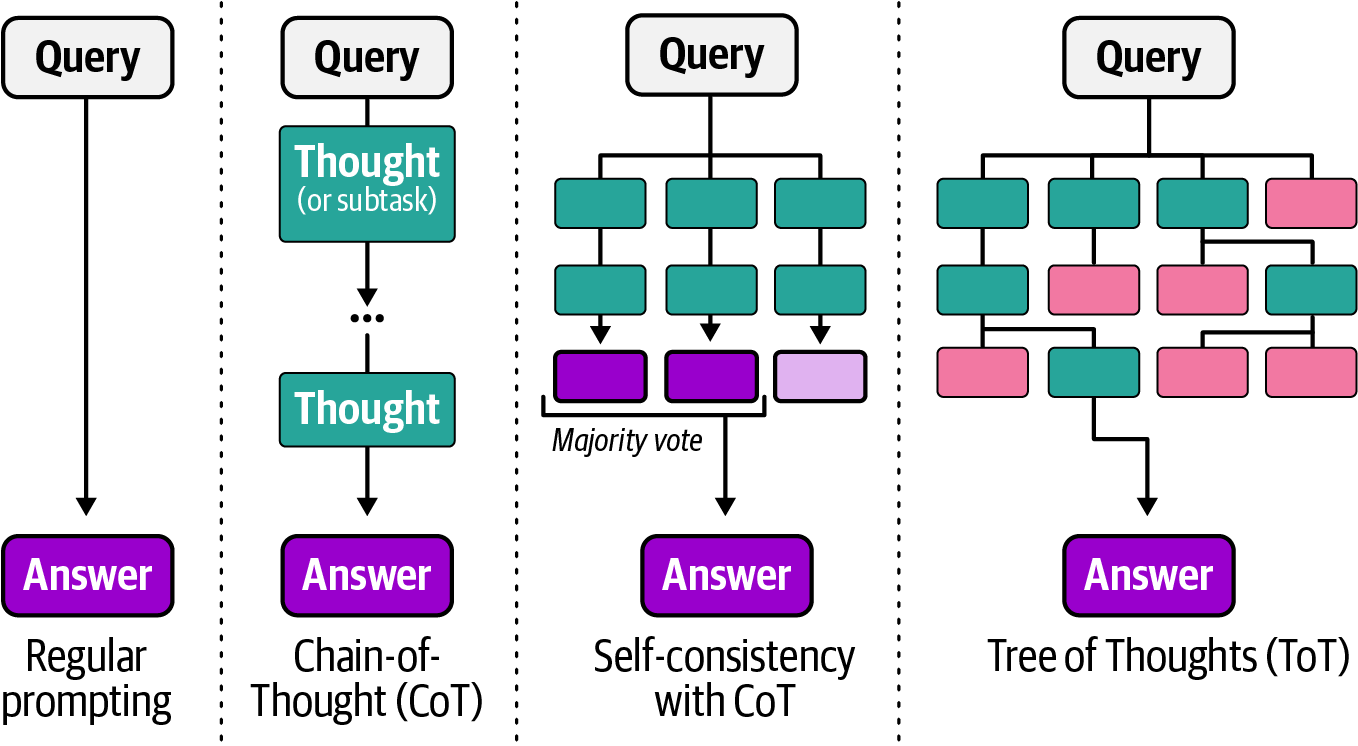 Query
Answer
Regular
prompting
Query
Thought
(or subtask)
...
Thought
Answer
Chain-of-
Thought (CoT)
Query
Majority vote
Answer
Self-consistency
with CoT
Query
Answer
Tree of Thoughts (ToT)